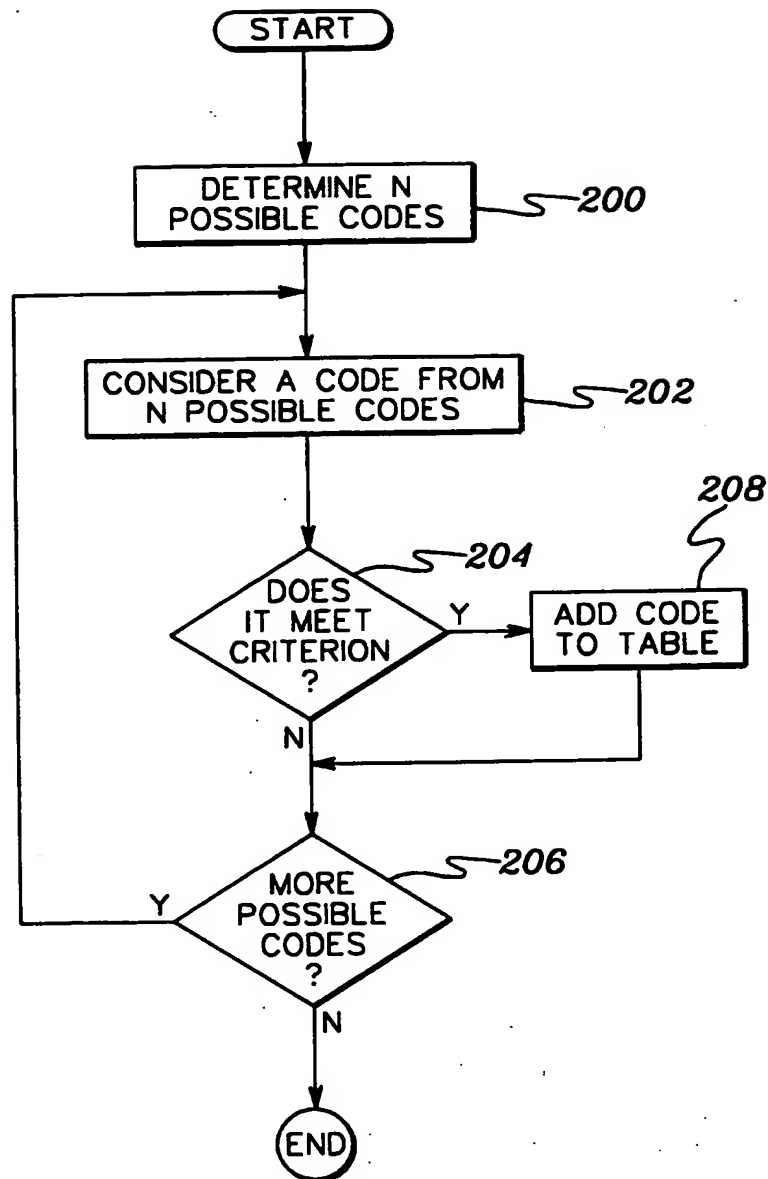 START
DETERMINE N
POSSIBLE CODES
200
CONSIDER A CODE FROM
N POSSIBLE CODES
202
204
DOES
IT MEET
CRITERION
?
Y
208
ADD CODE
TO TABLE
N
206
MORE
POSSIBLE
CODES
?
Y
N
END